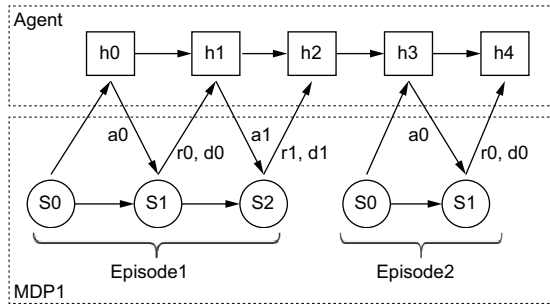 Agent
h0 h1 h2 h3 h4
a0 a1 a0
r0, d0 r1, d1 r0, d0
S0 S1 S2 S0 S1
Episode1 Episode2
MDP1